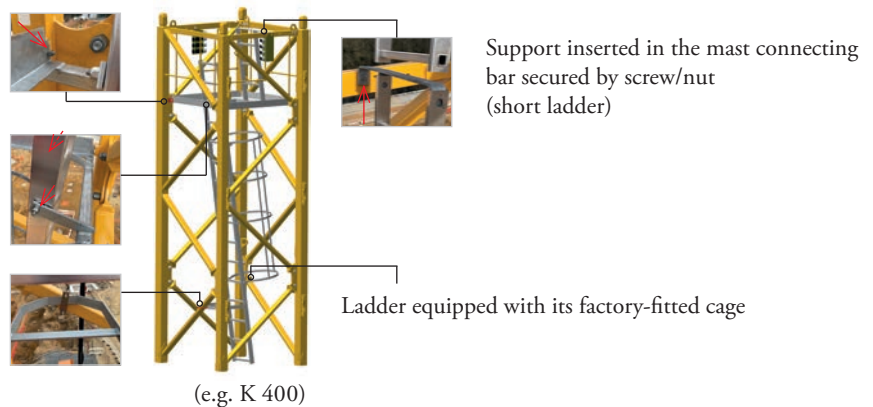 Support inserted in the mast connecting
bar secured by screw/nut
(short ladder)
Ladder equipped with its factory-fitted cage
(e.g. K 400)